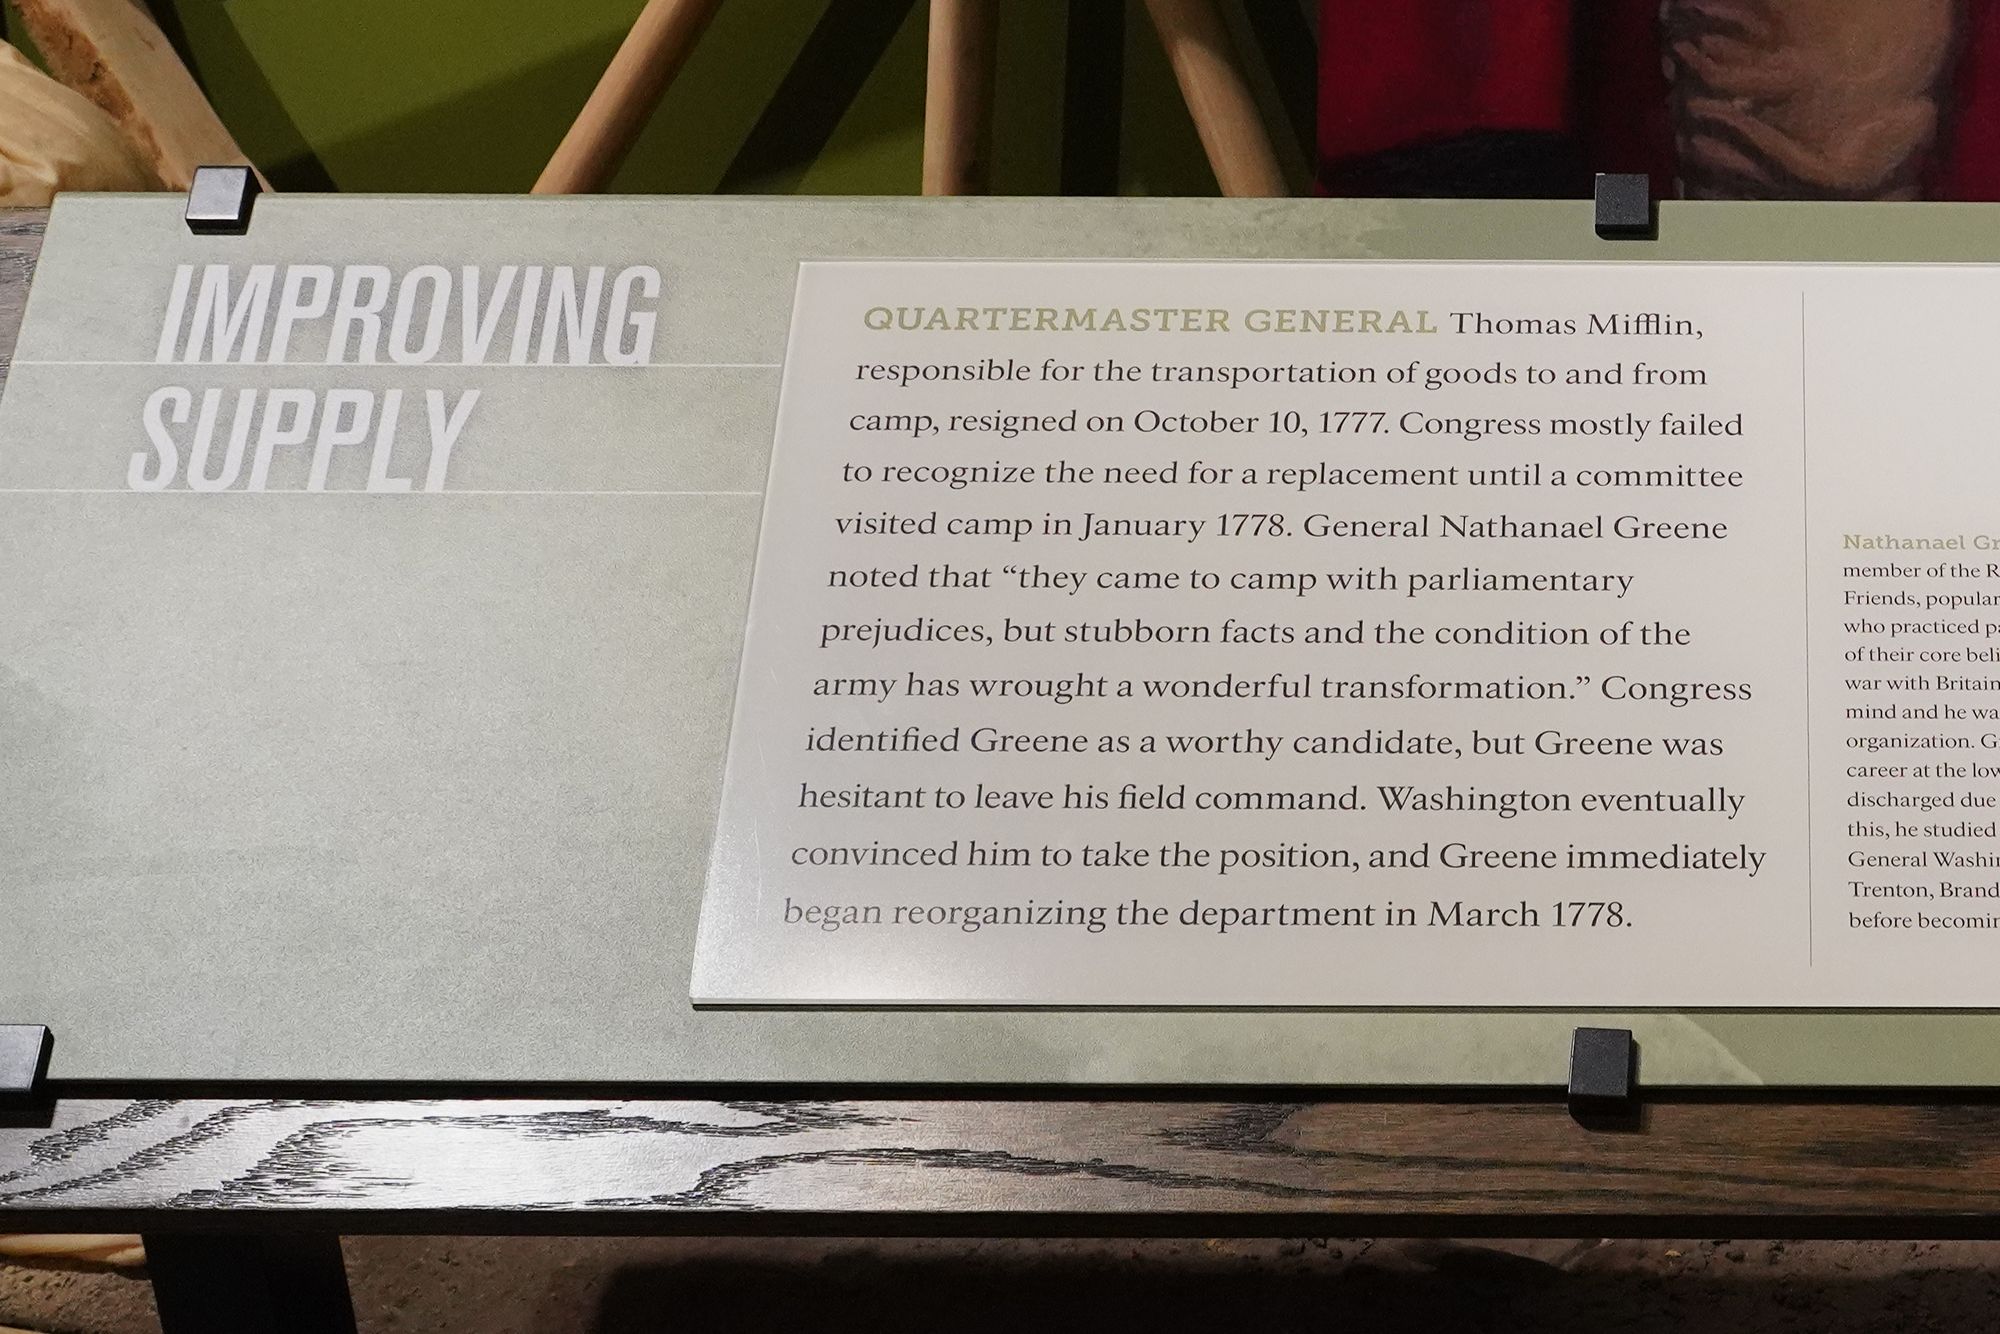 IMPROVING
SUPPLY
QUARTERMASTER GENERAL Thomas Mifflin,
responsible for the transportation of goods to and from
camp, resigned on October 10, 1777. Congress mostly failed
to recognize the need for a replacement until a committee
visited camp in January 1778. General Nathanael Greene
noted that “they came to camp with parliamentary
prejudices, but stubborn facts and the condition of the
army has wrought a wonderful transformation.” Congress
identified Greene as a worthy candidate, but Greene was
hesitant to leave his field command. Washington eventually
convinced him to take the position, and Greene immediately
began reorganizing the department in March 1778.
Nathanael
member of the
Friends,
who practiced
of their core
war with Britain
mind and he
organization.
career at the
discharged due
this, he studied
General
Trenton,
before